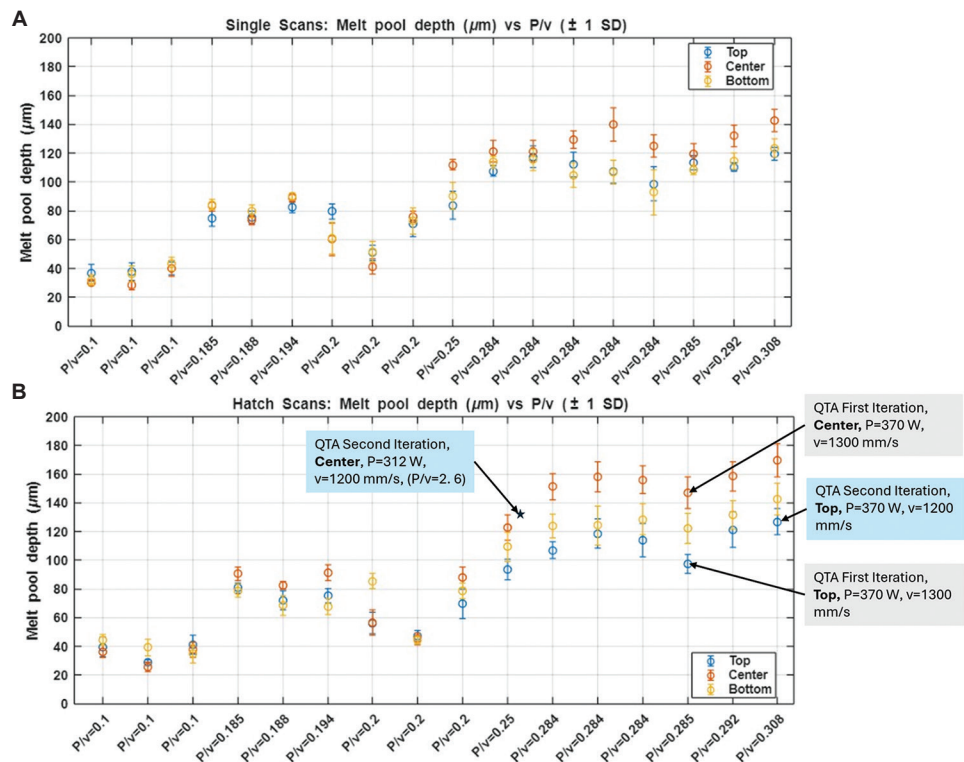 A
Single Scans: Melt pool depth (µm) vs P/v ( ± 1 SD)
Melt pool depth (µm)
200
180
160
140
120
100
80
60
40
20
0
Top
Center
Bottom
P/v=0.1
P/v=0.1
P/v=0.1
P/v=0.185
P/v=0.188
P/v=0.194
P/v=0.2
P/v=0.2
P/v=0.2
P/v=0.25
P/v=0.284
P/v=0.284
P/v=0.284
P/v=0.284
P/v=0.284
P/v=0.285
P/v=0.292
P/v=0.308
B
Hatch Scans: Melt pool depth (µm) vs P/v ( ± 1 SD)
Melt pool depth (µm)
200
180
160
140
120
100
80
60
40
20
0
QTA Second Iteration,
Center, P=312 W,
v=1200 mm/s, (P/v=2. 6)
QTA First Iteration,
Center, P=370 W,
v=1300 mm/s
QTA Second Iteration,
Top, P=370 W, v=1200
mm/s
QTA First Iteration,
Top, P=370 W, v=1300
mm/s
Top
Center
Bottom
P/v=0.1
P/v=0.1
P/v=0.1
P/v=0.185
P/v=0.188
P/v=0.194
P/v=0.2
P/v=0.2
P/v=0.2
P/v=0.25
P/v=0.284
P/v=0.284
P/v=0.284
P/v=0.285
P/v=0.292
P/v=0.308